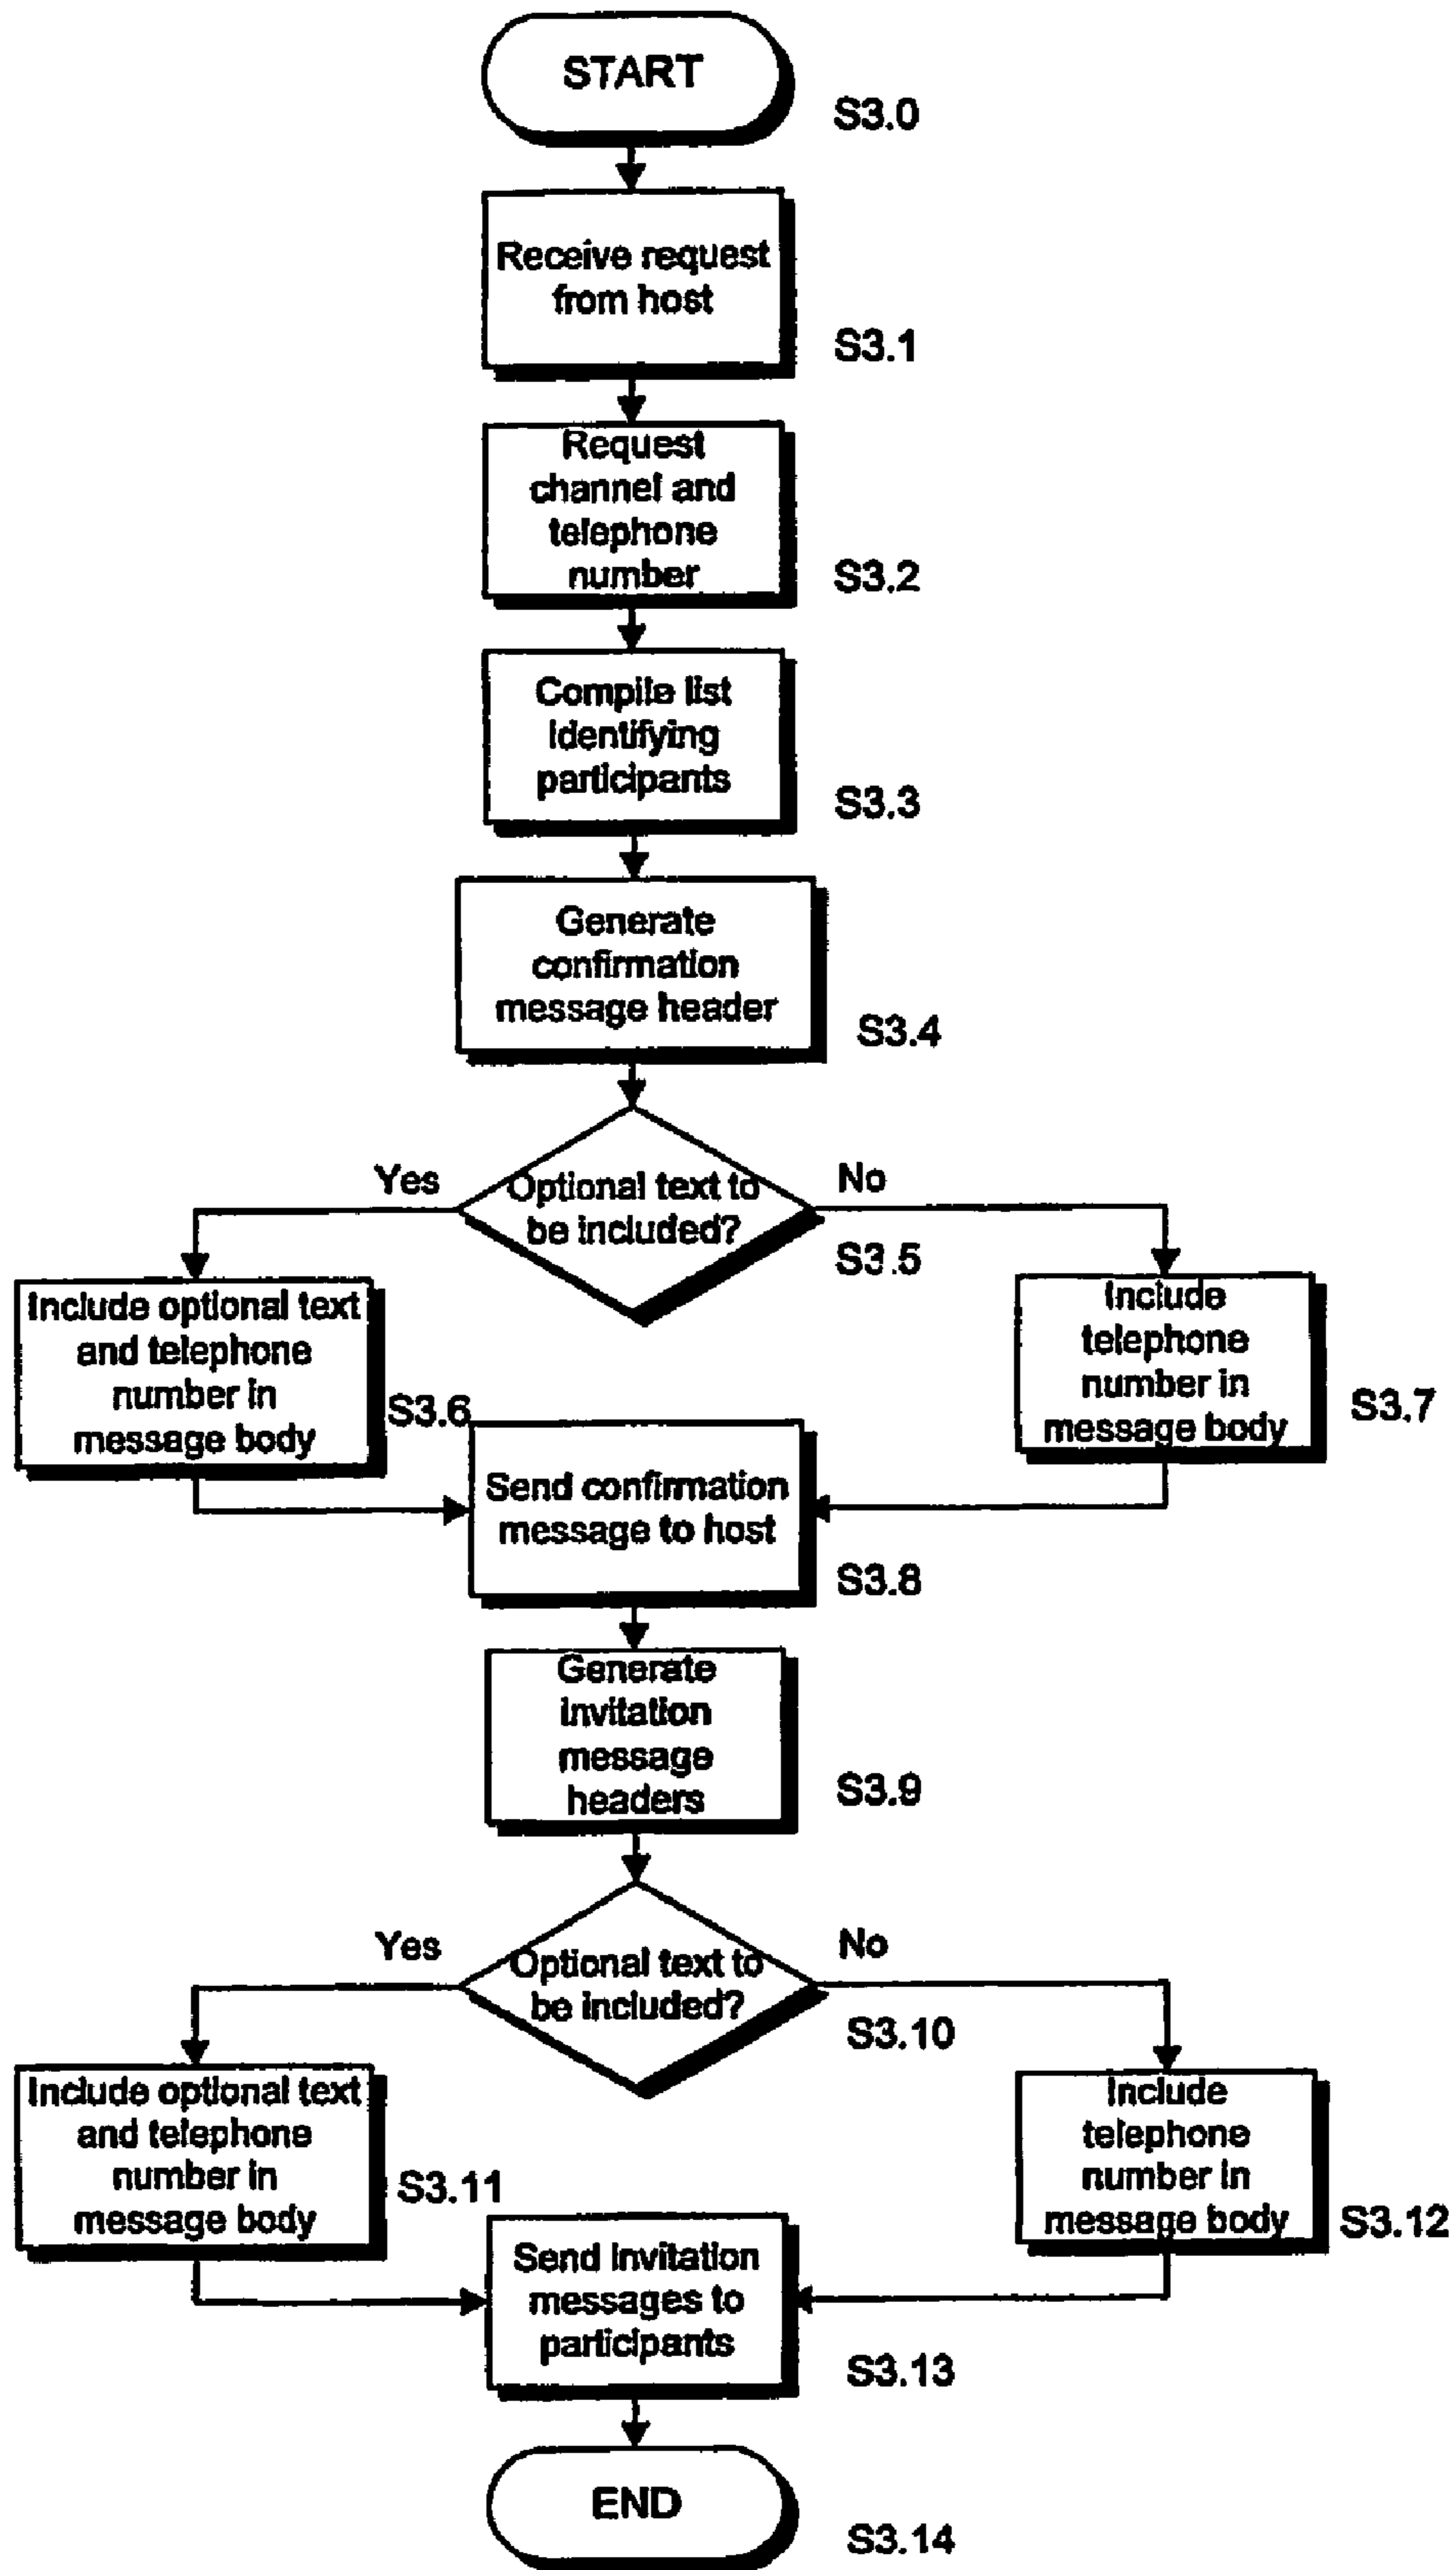 START
S3.0
Receive request
from host
S3.1
Request
channel and
telephone
number
S3.2
Compile list
identifying
participants
S3.3
Generate
confirmation
message header
S3.4
Yes
Optional text to
be included?
No
S3.5
Include optional text
and telephone
number in
message body
S3.6
Include
telephone
number in
message body
S3.7
Send confirmation
message to host
S3.8
Generate
invitation
message
headers
S3.9
Yes
Optional text to
be included?
No
S3.10
Include optional text
and telephone
number in
message body
S3.11
Include
telephone
number in
message body
S3.12
Send invitation
messages to
participants
S3.13
END
S3.14